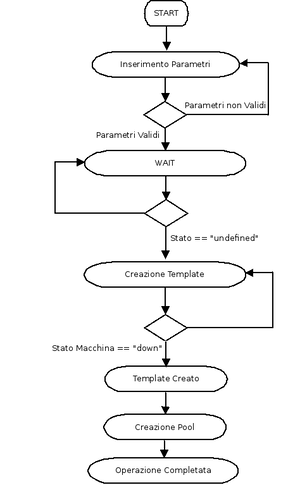 START
Inserimento Parametri
Parametri non Validi
Parametri Validi
WAIT
Stato == "undefined"
Creazione Template
Stato Macchina == "down"
Template Creato
Creazione Pool
Operazione Completata